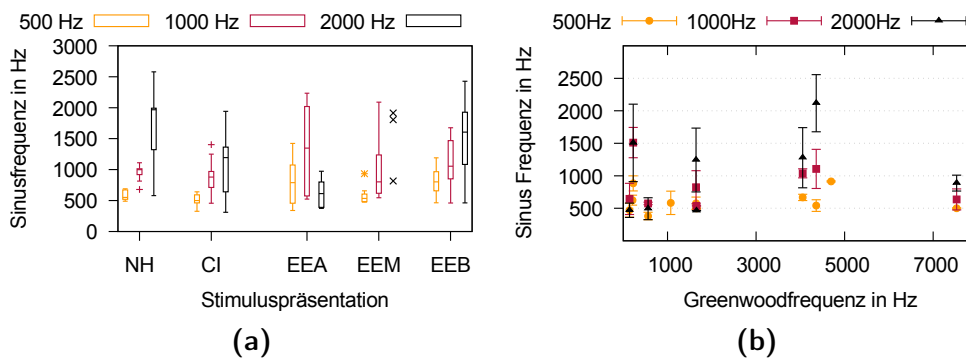 500 Hz 1000 Hz 2000 Hz
Sinusfrequenz in Hz
3000
2500
2000
1500
1000
500
0
NH CI EEA EEM EEB
Stimuluspräsentation
(a)
500Hz 1000Hz 2000Hz
Sinus Frequenz in Hz
2500
2000
1500
1000
500
1000 3000 5000 7000
Greenwoodfrequenz in Hz
(b)